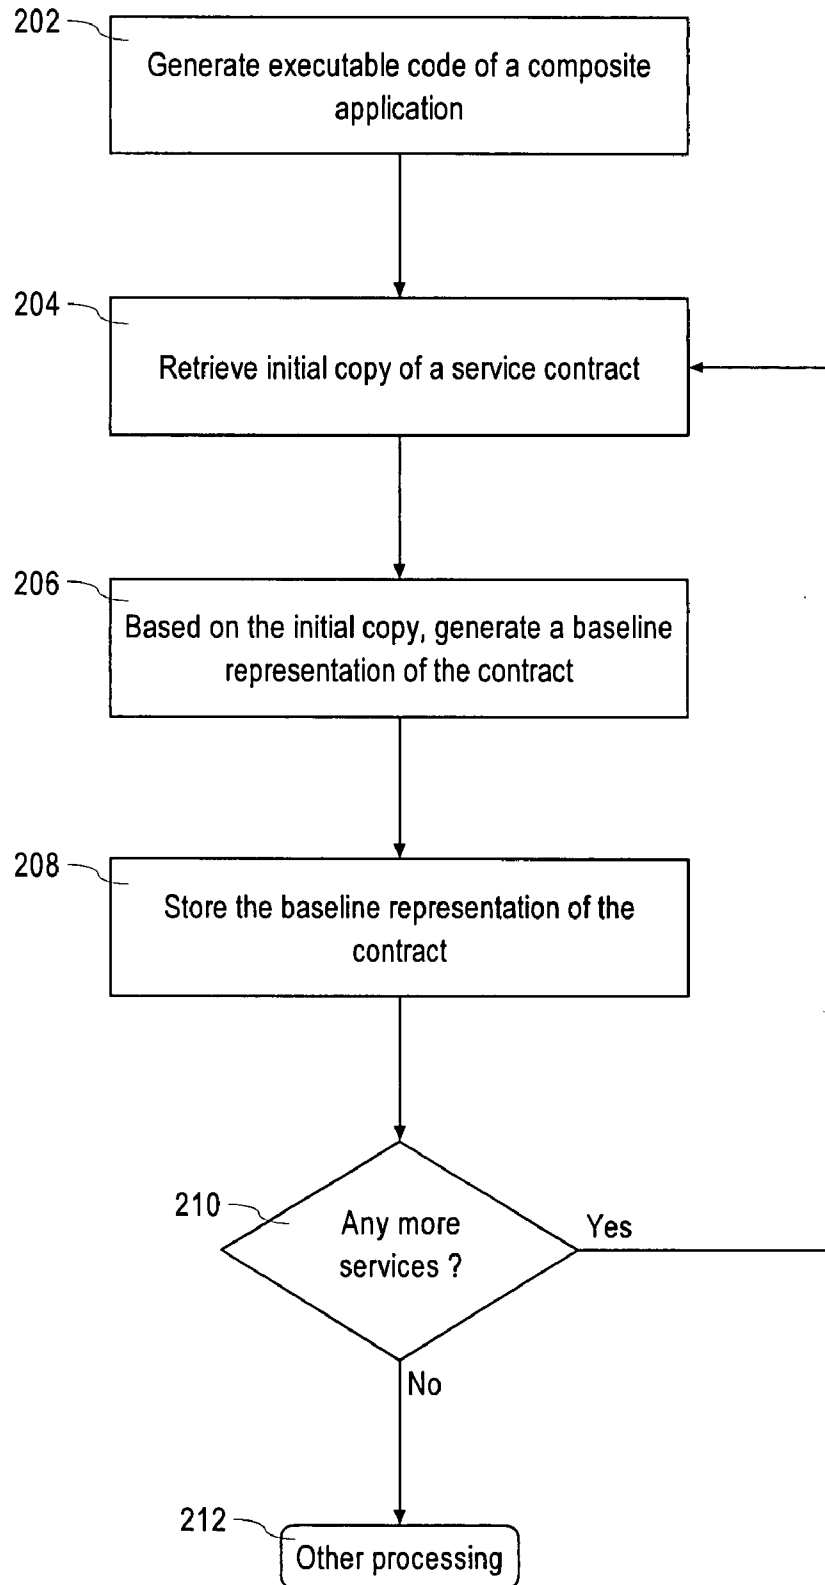 202
Generate executable code of a composite
application
204
Retrieve initial copy of a service contract
206
Based on the initial copy, generate a baseline
representation of the contract
208
Store the baseline representation of the
contract
210
Any more
services ?
Yes
No
212
Other processing